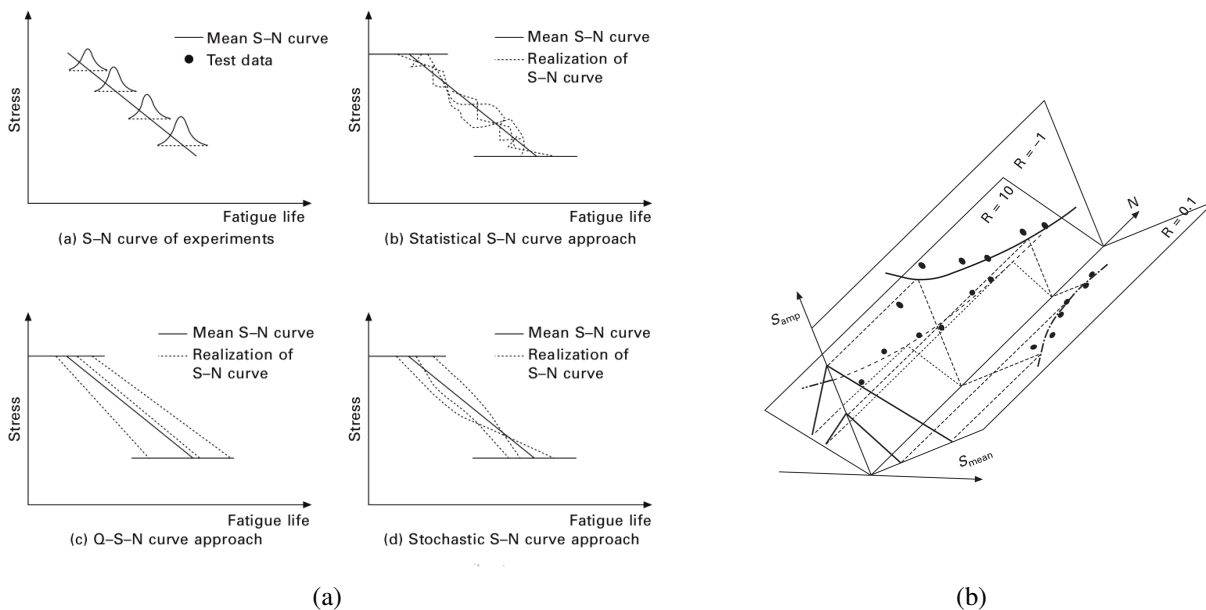 Mean S–N curve
Test data
Stress
Fatigue life
(a) S–N curve of experiments
Mean S–N curve
Realization of
S–N curve
Stress
Fatigue life
(b) Statistical S–N curve approach
Mean S–N curve
Realization of
S–N curve
Stress
Fatigue life
(c) Q–S–N curve approach
Mean S–N curve
Realization of
S–N curve
Stress
Fatigue life
(d) Stochastic S–N curve approach
(a)
R = –1
R = 10
N
R = 0.1
Samp
Smean
(b)